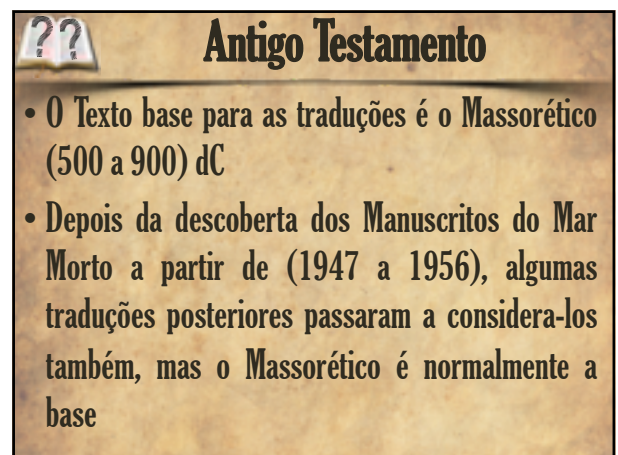 ??
Antigo Testamento
• O Texto base para as traduções é o Massorético
(500 a 900) dC
• Depois da descoberta dos Manuscritos do Mar
Morto a partir de (1947 a 1956), algumas
traduções posteriores passaram a considera-los
também, mas o Massorético é normalmente a
base